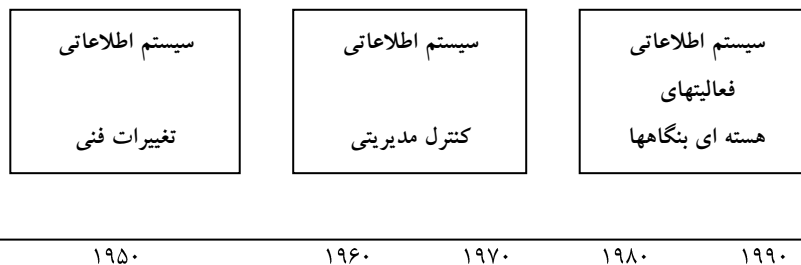 سیستم اطلاعاتی
تغییرات فنی
سیستم اطلاعاتی
کنترل مدیریتی
سیستم اطلاعاتی
فعالیتهای
هسته ای بنگاهها
۱۹۵۰
۱۹۶۰
۱۹۷۰
۱۹۸۰
۱۹۹۰